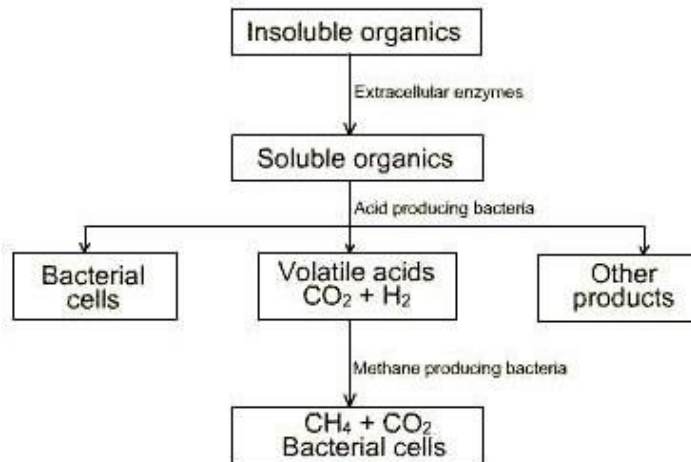 Insoluble organics
Extracellular enzymes
Soluble organics
Acid producing bacteria
Bacterial
cells
Volatile acids
CO₂ + H₂
Other
products
Methane producing bacteria
CH₄ + CO₂
Bacterial cells